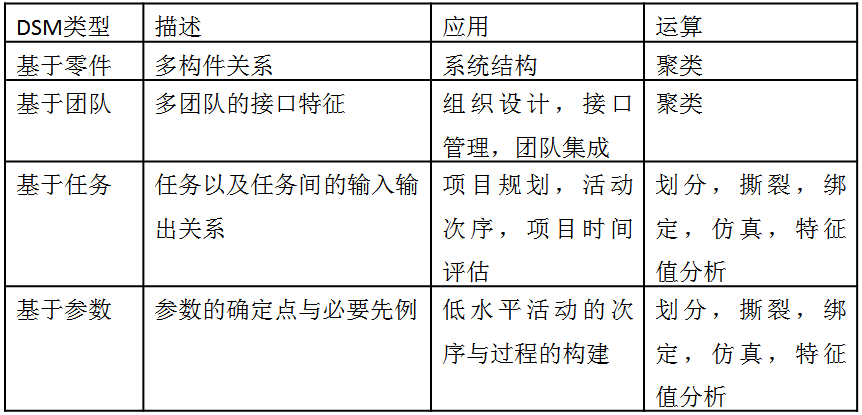 DSM类型 描述 应用 运算
基于零件 多构件关系 系统结构 聚类
基于团队 多团队的接口特征 组织设计，接口 聚类
管理，团队集成
基于任务 任务以及任务间的输入输 项目规划，活动 划分，撕裂，绑
出关系 次序，项目时间 定，仿真，特征
评估 值分析
基于参数 参数的确定点与必要先例 低水平活动的次 划分，撕裂，绑
序与过程的构建 定，仿真，特征
值分析